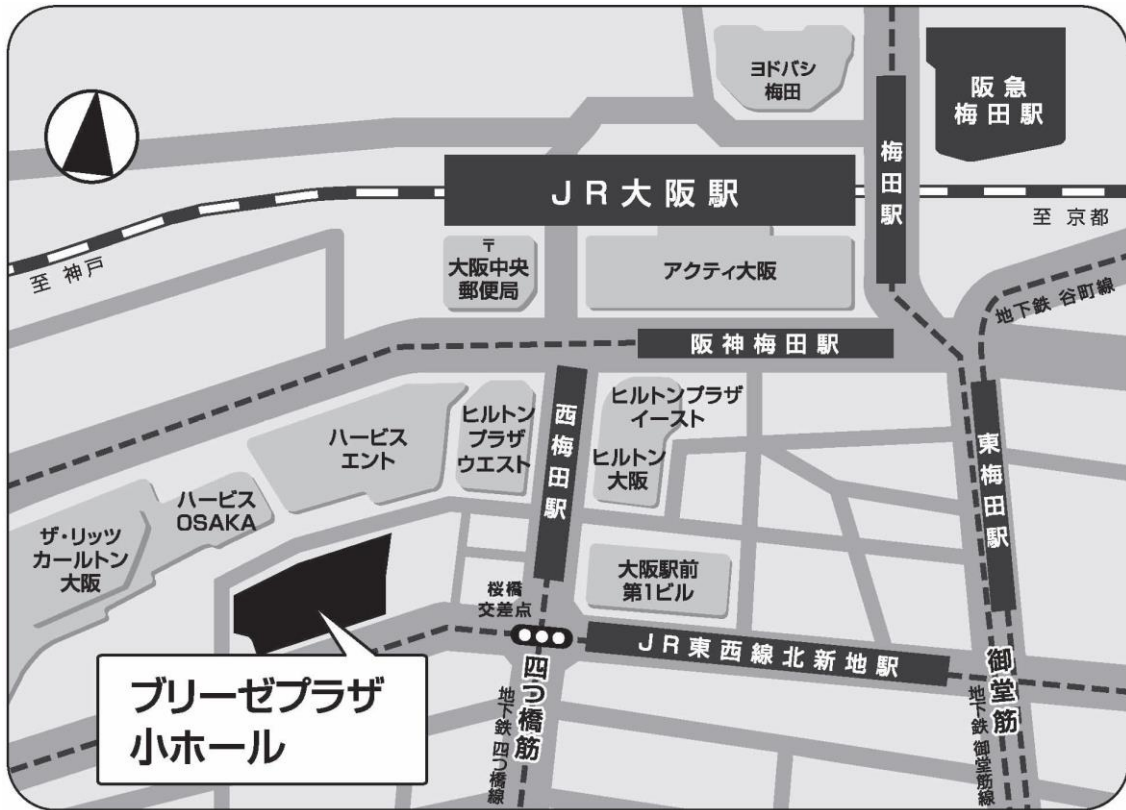 ヨドバシ
梅田
阪急
梅田駅
梅田駅
JR大阪駅
至 京都
至 神戸
〒
大阪中央
郵便局
アクティ大阪
地下鉄 谷町線
阪神梅田駅
西梅田駅
ヒルトンプラザ
イースト
ヒルトン
大阪
ヒルトン
プラザ
ウエスト
ハービス
エント
東梅田駅
ハービス
OSAKA
ザ・リッツ
カールトン
大阪
大阪駅前
第1ビル
桜橋
交差点
JR東西線北新地駅
ブリーゼプラザ
小ホール
四つ橋筋
地下鉄 四つ橋線
御堂筋
地下鉄 御堂筋線